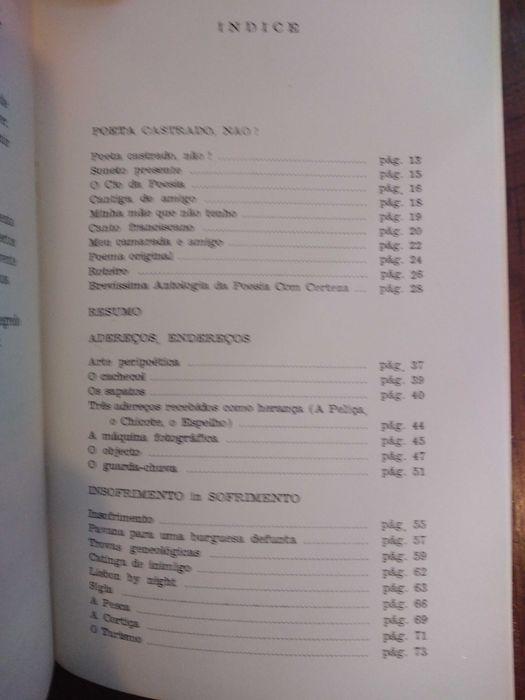 INDICE
POETA CASTRADO, NÃO?
Poeta castrado, não? pág. 13
Soneto presente pág. 15
O Cio da Poesia pág. 16
Cantiga de amigo pág. 18
Minha mãe que não tenho pág. 19
Canto franciscano pág. 20
Meu camarada e amigo pág. 22
Poema original pág. 24
Roteiro pág. 26
Brevíssima Antologia da Poesia Com Certeza ... pág. 28
RESUMO
ADEREÇOS, ENDEREÇOS
Arte peripoética pág. 37
O cachecol pág. 39
Os sapatos pág. 40
Três adereços recebidos como herança (A Peliça,
o Chicote, o Espelho) pág. 44
A máquina fotográfica pág. 45
O objecto pág. 47
O guarda-chuva pág. 51
INSOFRIMENTO in SOFRIMENTO
Insofrimento pág. 55
Pavana para uma burguesa defunta pág. 57
Trovas geneológicas pág. 59
Catinga de inimigo pág. 62
Lisbon by night pág. 63
Sigla pág. 66
A Pesca pág. 69
A Cortiça pág. 71
O Turismo pág. 73